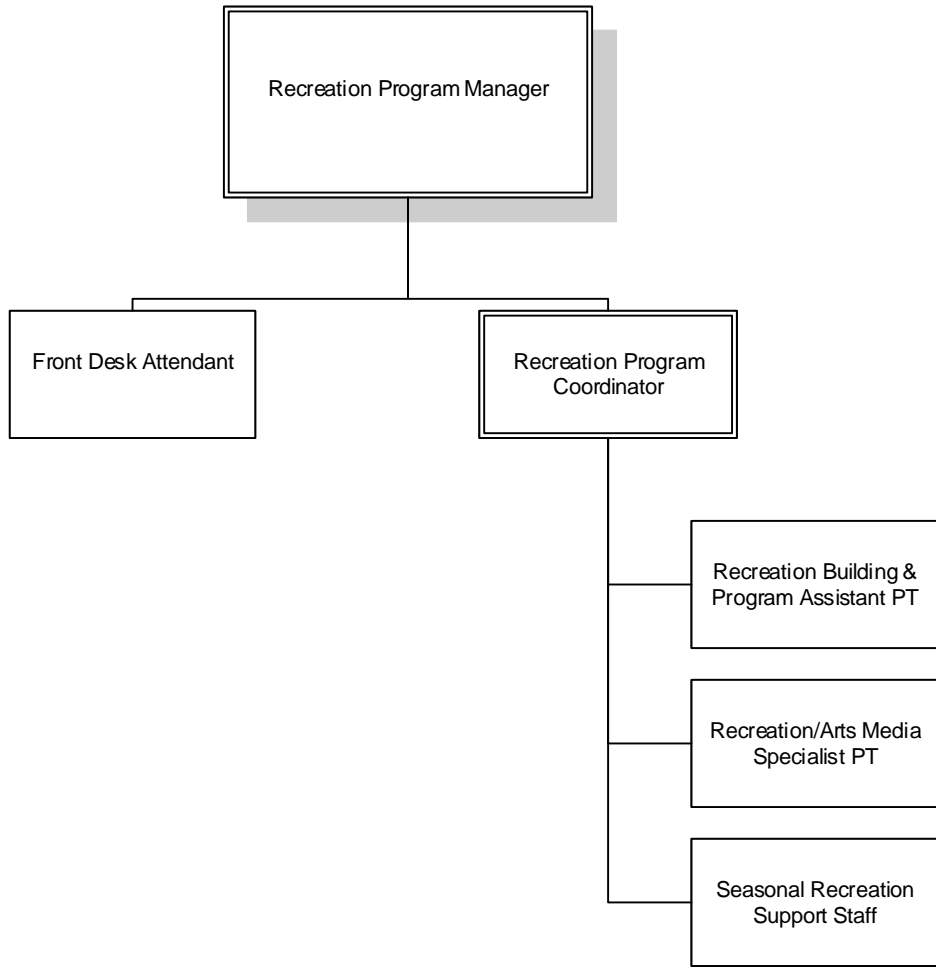 Recreation Program Manager
Front Desk Attendant
Recreation Program
Coordinator
Recreation Building &
Program Assistant PT
Recreation/Arts Media
Specialist PT
Seasonal Recreation
Support Staff